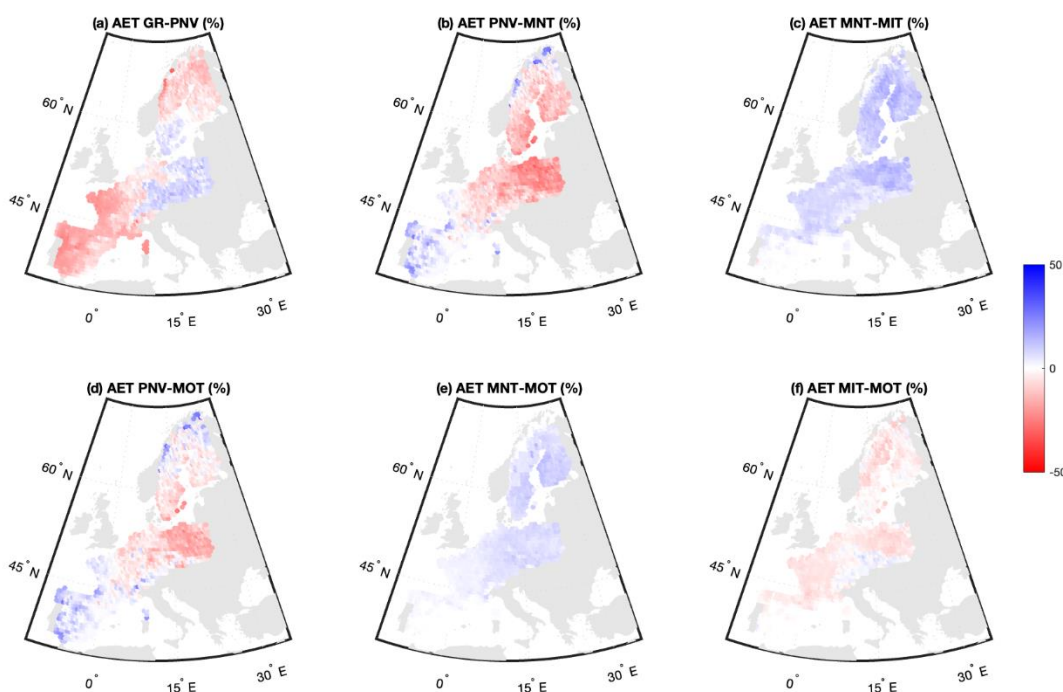 (a) AET GR-PNV (%)
(b) AET PNV-MNT (%)
(c) AET MNT-MIT (%)
60°N
45°N
0°
15°E
30°E
60°N
45°N
0°
15°E
30°E
60°N
45°N
0°
15°E
30°E
50
0
-50
(d) AET PNV-MOT (%)
(e) AET MNT-MOT (%)
(f) AET MIT-MOT (%)
60°N
45°N
0°
15°E
30°E
60°N
45°N
0°
15°E
30°E
60°N
45°N
0°
15°E
30°E